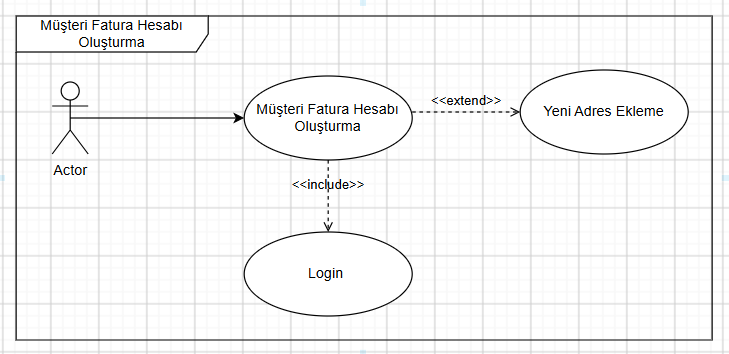 Müşteri Fatura Hesabı
Oluşturma
Actor
Müşteri Fatura Hesabı
Oluşturma
<<extend>>
Yeni Adres Ekleme
<<include>>
Login